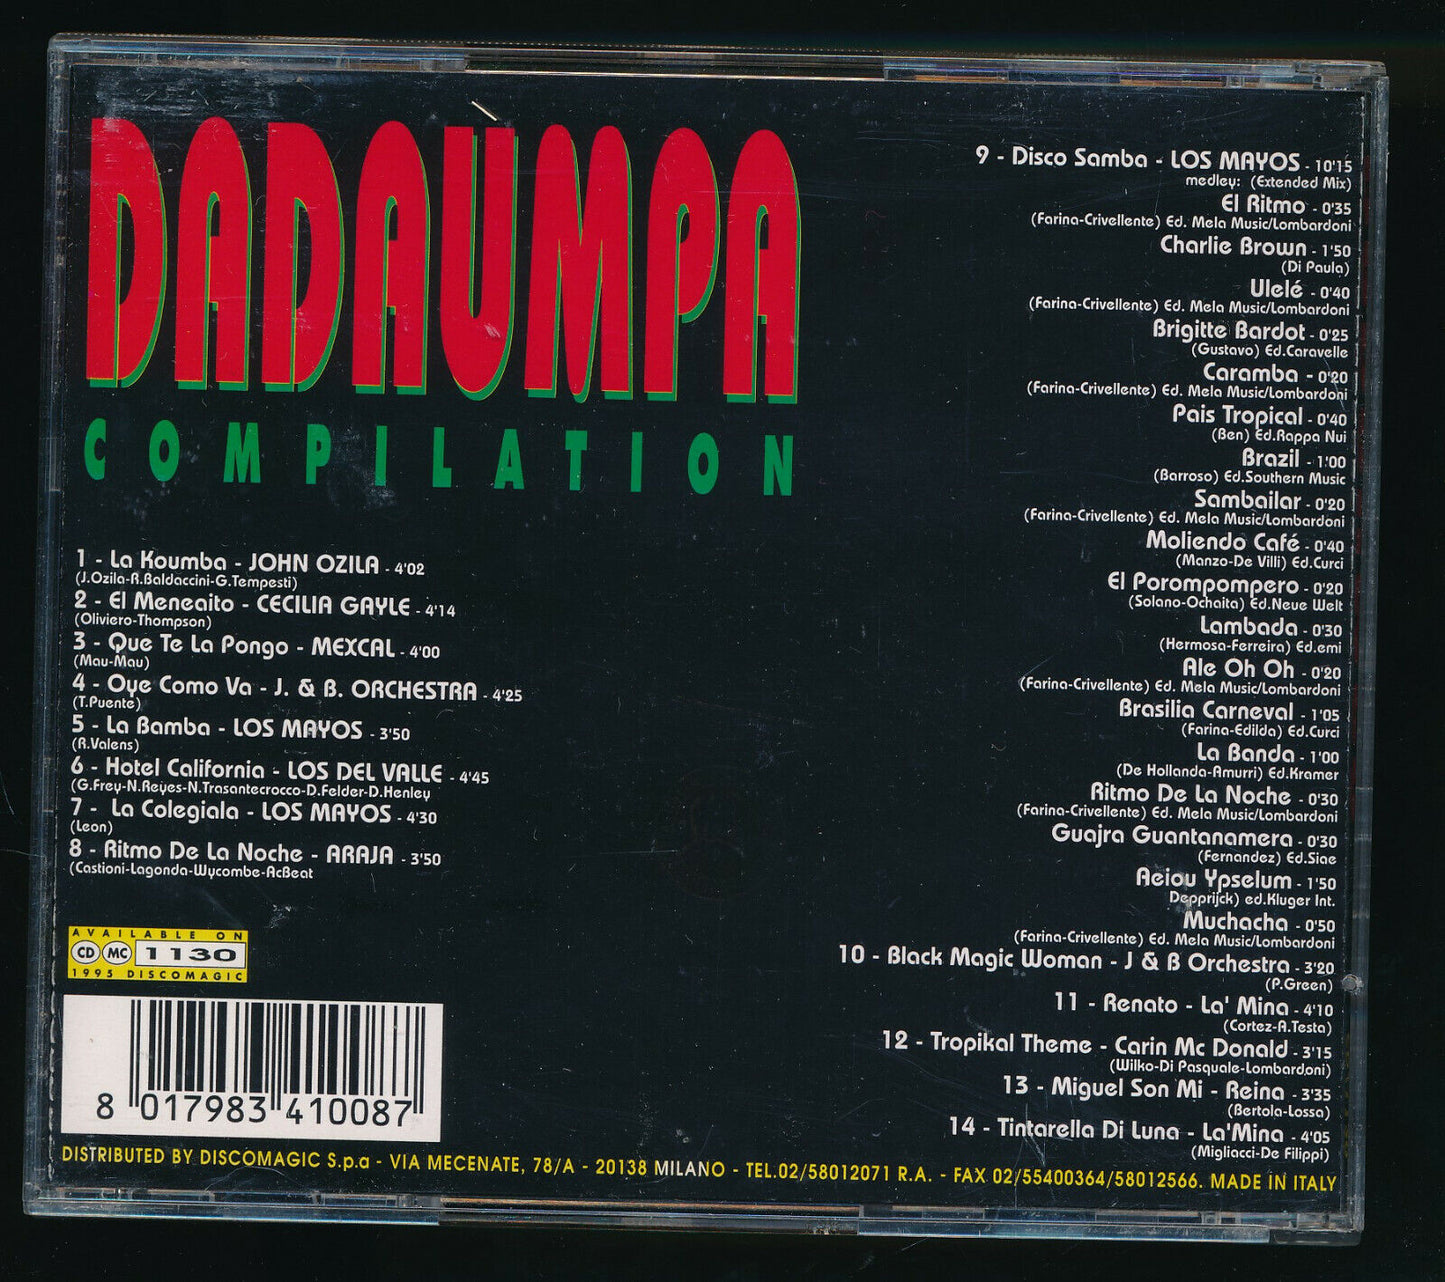 DADAUMPA
COMPILATION
1 - La Koumba - JOHN OZILA - 4'02
(J.Ozila-R.Baldaccini-G.Tempesti)
2 - El Meneaito - CECILIA GAYLE - 4'14
(Oliviero-Thompson)
3 - Que Te La Pongo - MEXCAL - 4'00
(Mau-Mau)
4 - Oye Como Va - J. & B. ORCHESTRA - 4'25
(T.Puente)
5 - La Bamba - LOS MAYOS - 3'50
(R.Valens)
6 - Hotel California - LOS DEL VALLE - 4'45
(G.Frey-N.Reyes-N.Trasantecrocco-D.Felder-D.Henley
7 - La Colegiala - LOS MAYOS - 4'30
(Leon)
8 - Ritmo De La Noche - ARAJA - 3'50
(Castioni-Lagonda-Wycombe-AcBeat
AVAILABLE ON
CD MC 1130
1995 DISCOMAGIC
8 017983 410087
9 - Disco Samba - LOS MAYOS - 10'15
medley: (Extended Mix)
El Ritmo - 0'35
(Farina-Crivellente) Ed. Mela Music/Lombardoni
Charlie Brown - 1'50
(Di Paula)
Ulelé - 0'40
(Farina-Crivellente) Ed. Mela Music/Lombardoni
Brigitte Bardot - 0'25
(Gustavo) Ed.Caravelle
Caramba - 0'20
(Farina-Crivellente) Ed. Mela Music/Lombardoni
Pais Tropical - 0'40
(Ben) Ed.Rappa Nui
Brazil - 1'00
(Barroso) Ed.Southern Music
Sambailar - 0'20
(Farina-Crivellente) Ed. Mela Music/Lombardoni
Moliendo Café - 0'40
(Manzo-De Villi) Ed.Curci
El Porompompero - 0'20
(Solano-Ochaita) Ed.Neue Welt
Lambada - 0'30
(Hermosa-Ferreira) Ed.emi
Ale Oh Oh - 0'20
(Farina-Crivellente) Ed. Mela Music/Lombardoni
Brasilia Carneval - 1'05
(Farina-Edilda) Ed.Curci
La Banda - 1'00
(De Hollanda-Amurri) Ed.Kramer
Ritmo De La Noche - 0'30
(Farina-Crivellente) Ed. Mela Music/Lombardoni
Guajra Guantanamera - 0'30
(Fernandez) Ed.Siae
Aeiou Ypselum - 1'50
Depprijck) ed.Kluger Int.
Muchacha - 0'50
(Farina-Crivellente) Ed. Mela Music/Lombardoni
10 - Black Magic Woman - J & B Orchestra - 3'20
(P.Green)
11 - Renato - La' Mina - 4'10
(Cortez-A.Testa)
12 - Tropikal Theme - Carin Mc Donald - 3'15
(Wilko-Di Pasquale-Lombardoni)
13 - Miguel Son Mi - Reina - 3'35
(Bertola-Lossa)
14 - Tintarella Di Luna - La'Mina - 4'05
(Migliacci-De Filippi)
DISTRIBUTED BY DISCOMAGIC S.p.a - VIA MECENATE, 78/A - 20138 MILANO - TEL.02/58012071 R.A. - FAX 02/55400364/58012566. MADE IN ITALY